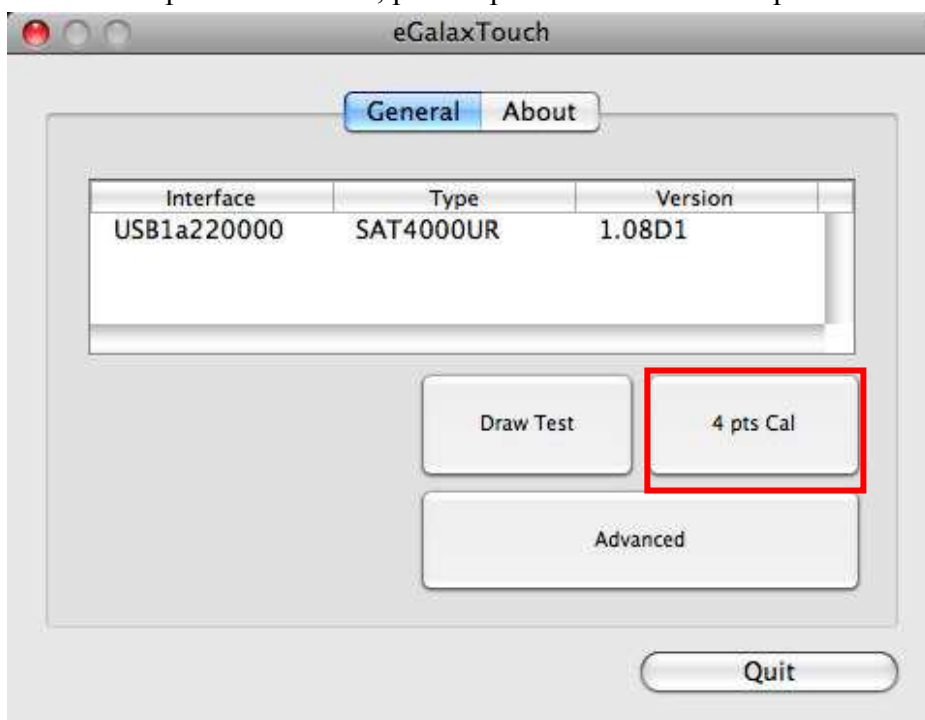 eGalaxTouch
General About
Interface Type Version
USB1a220000 SAT4000UR 1.08D1
Draw Test 4 pts Cal
Advanced
Quit